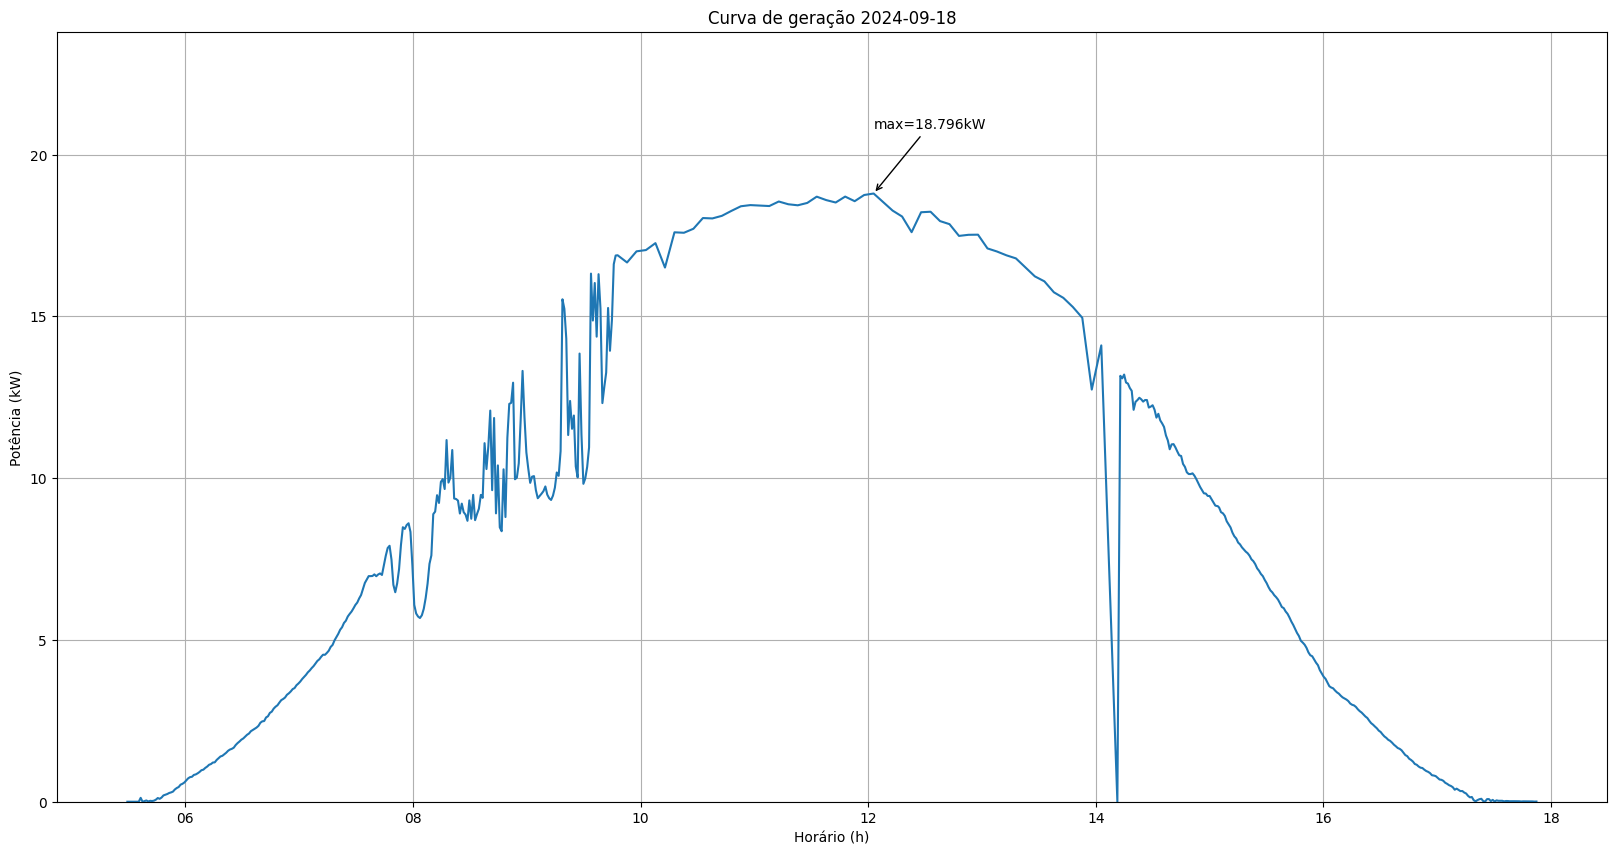 Curva de geração 2024-09-18
max=18.796kW
20
15
10
5
0
Potência (kW)
06 08 10 12 14 16 18
Horário (h)